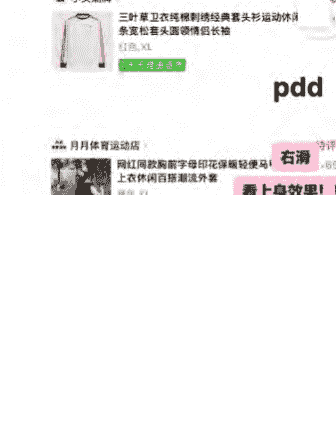 三叶草卫衣纯棉刺绣经典套头衫运动休闲
条宽松套头圆领情侣长袖
红色,XL
pdd
月月体育运动店
右滑
网红同款胸前字母印花保暖轻便马甲
上衣休闲百搭潮流外套
看上身效果!